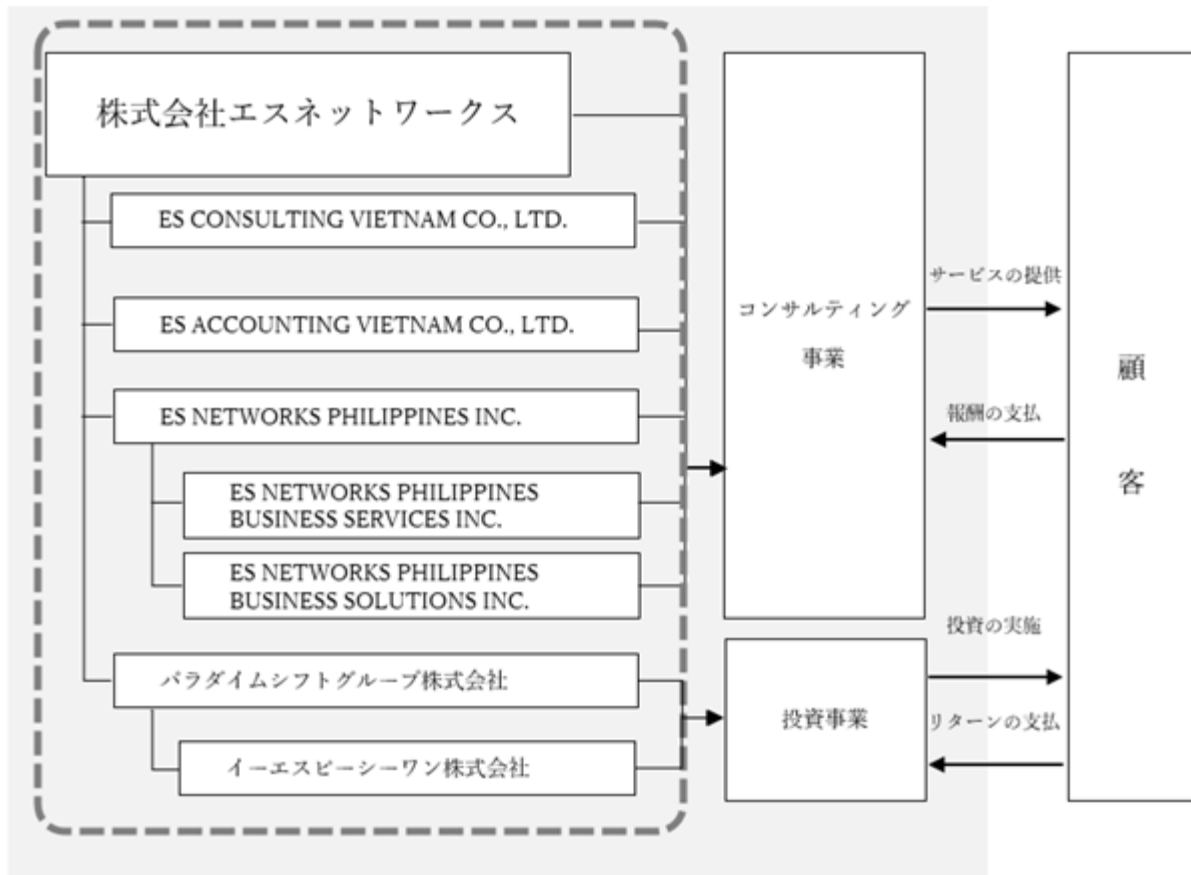 株式会社エスネットワークス
ES CONSULTING VIETNAM CO., LTD.
ES ACCOUNTING VIETNAM CO., LTD.
ES NETWORKS PHILIPPINES INC.
ES NETWORKS PHILIPPINES
BUSINESS SERVICES INC.
ES NETWORKS PHILIPPINES
BUSINESS SOLUTIONS INC.
パラダイムシフトグループ株式会社
イーエスピーシーワン株式会社
コンサルティング
事業
投資事業
サービスの提供
報酬の支払
投資の実施
リターンの支払
顧
客